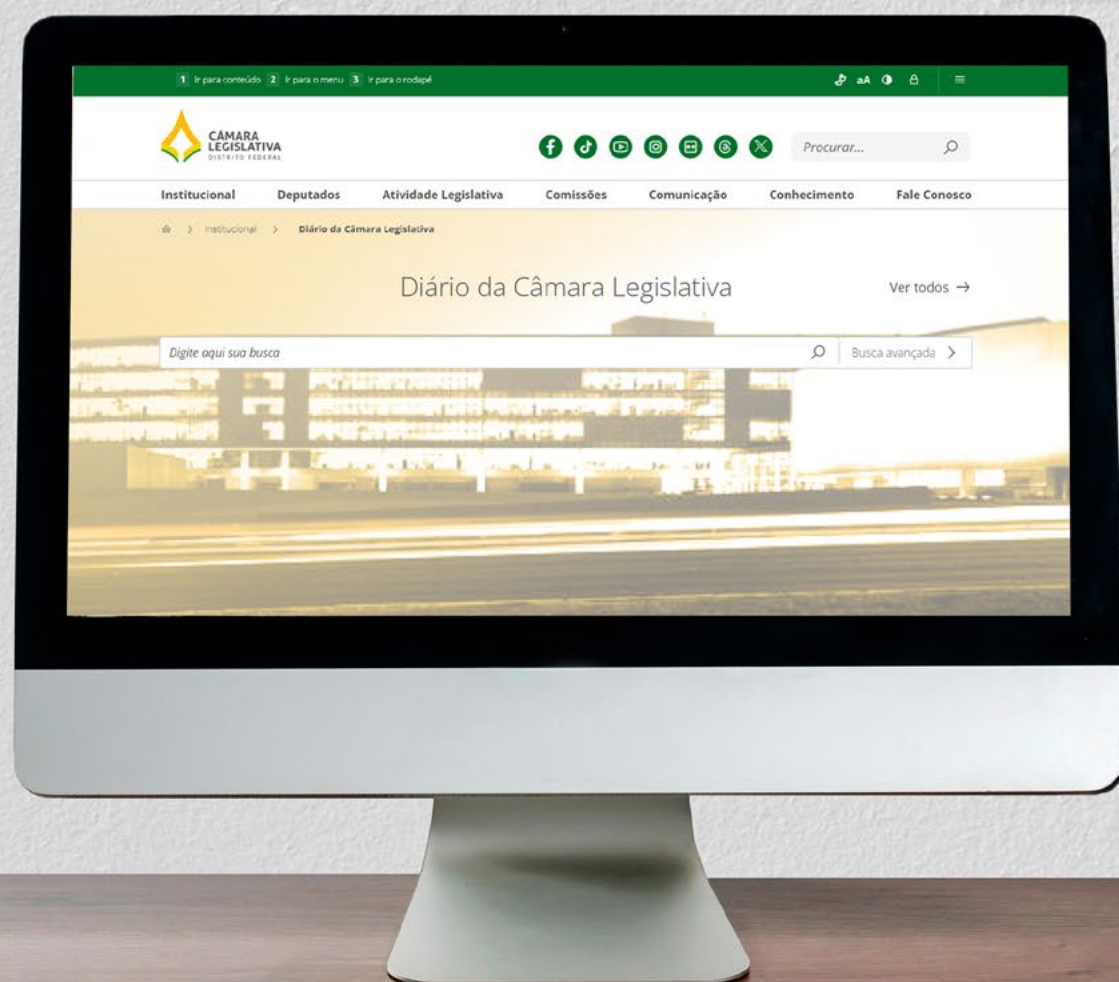 1 Ir para conteúdo 2 Ir para o menu 3 Ir para o rodapé
aA
CÂMARA
LEGISLATIVA
DISTRITO FEDERAL
Procurar...
Institucional Deputados Atividade Legislativa Comissões Comunicação Conhecimento Fale Conosco
> Institucional > Diário da Câmara Legislativa
Diário da Câmara Legislativa
Ver todos →
Digite aqui sua busca
Busca avançada >